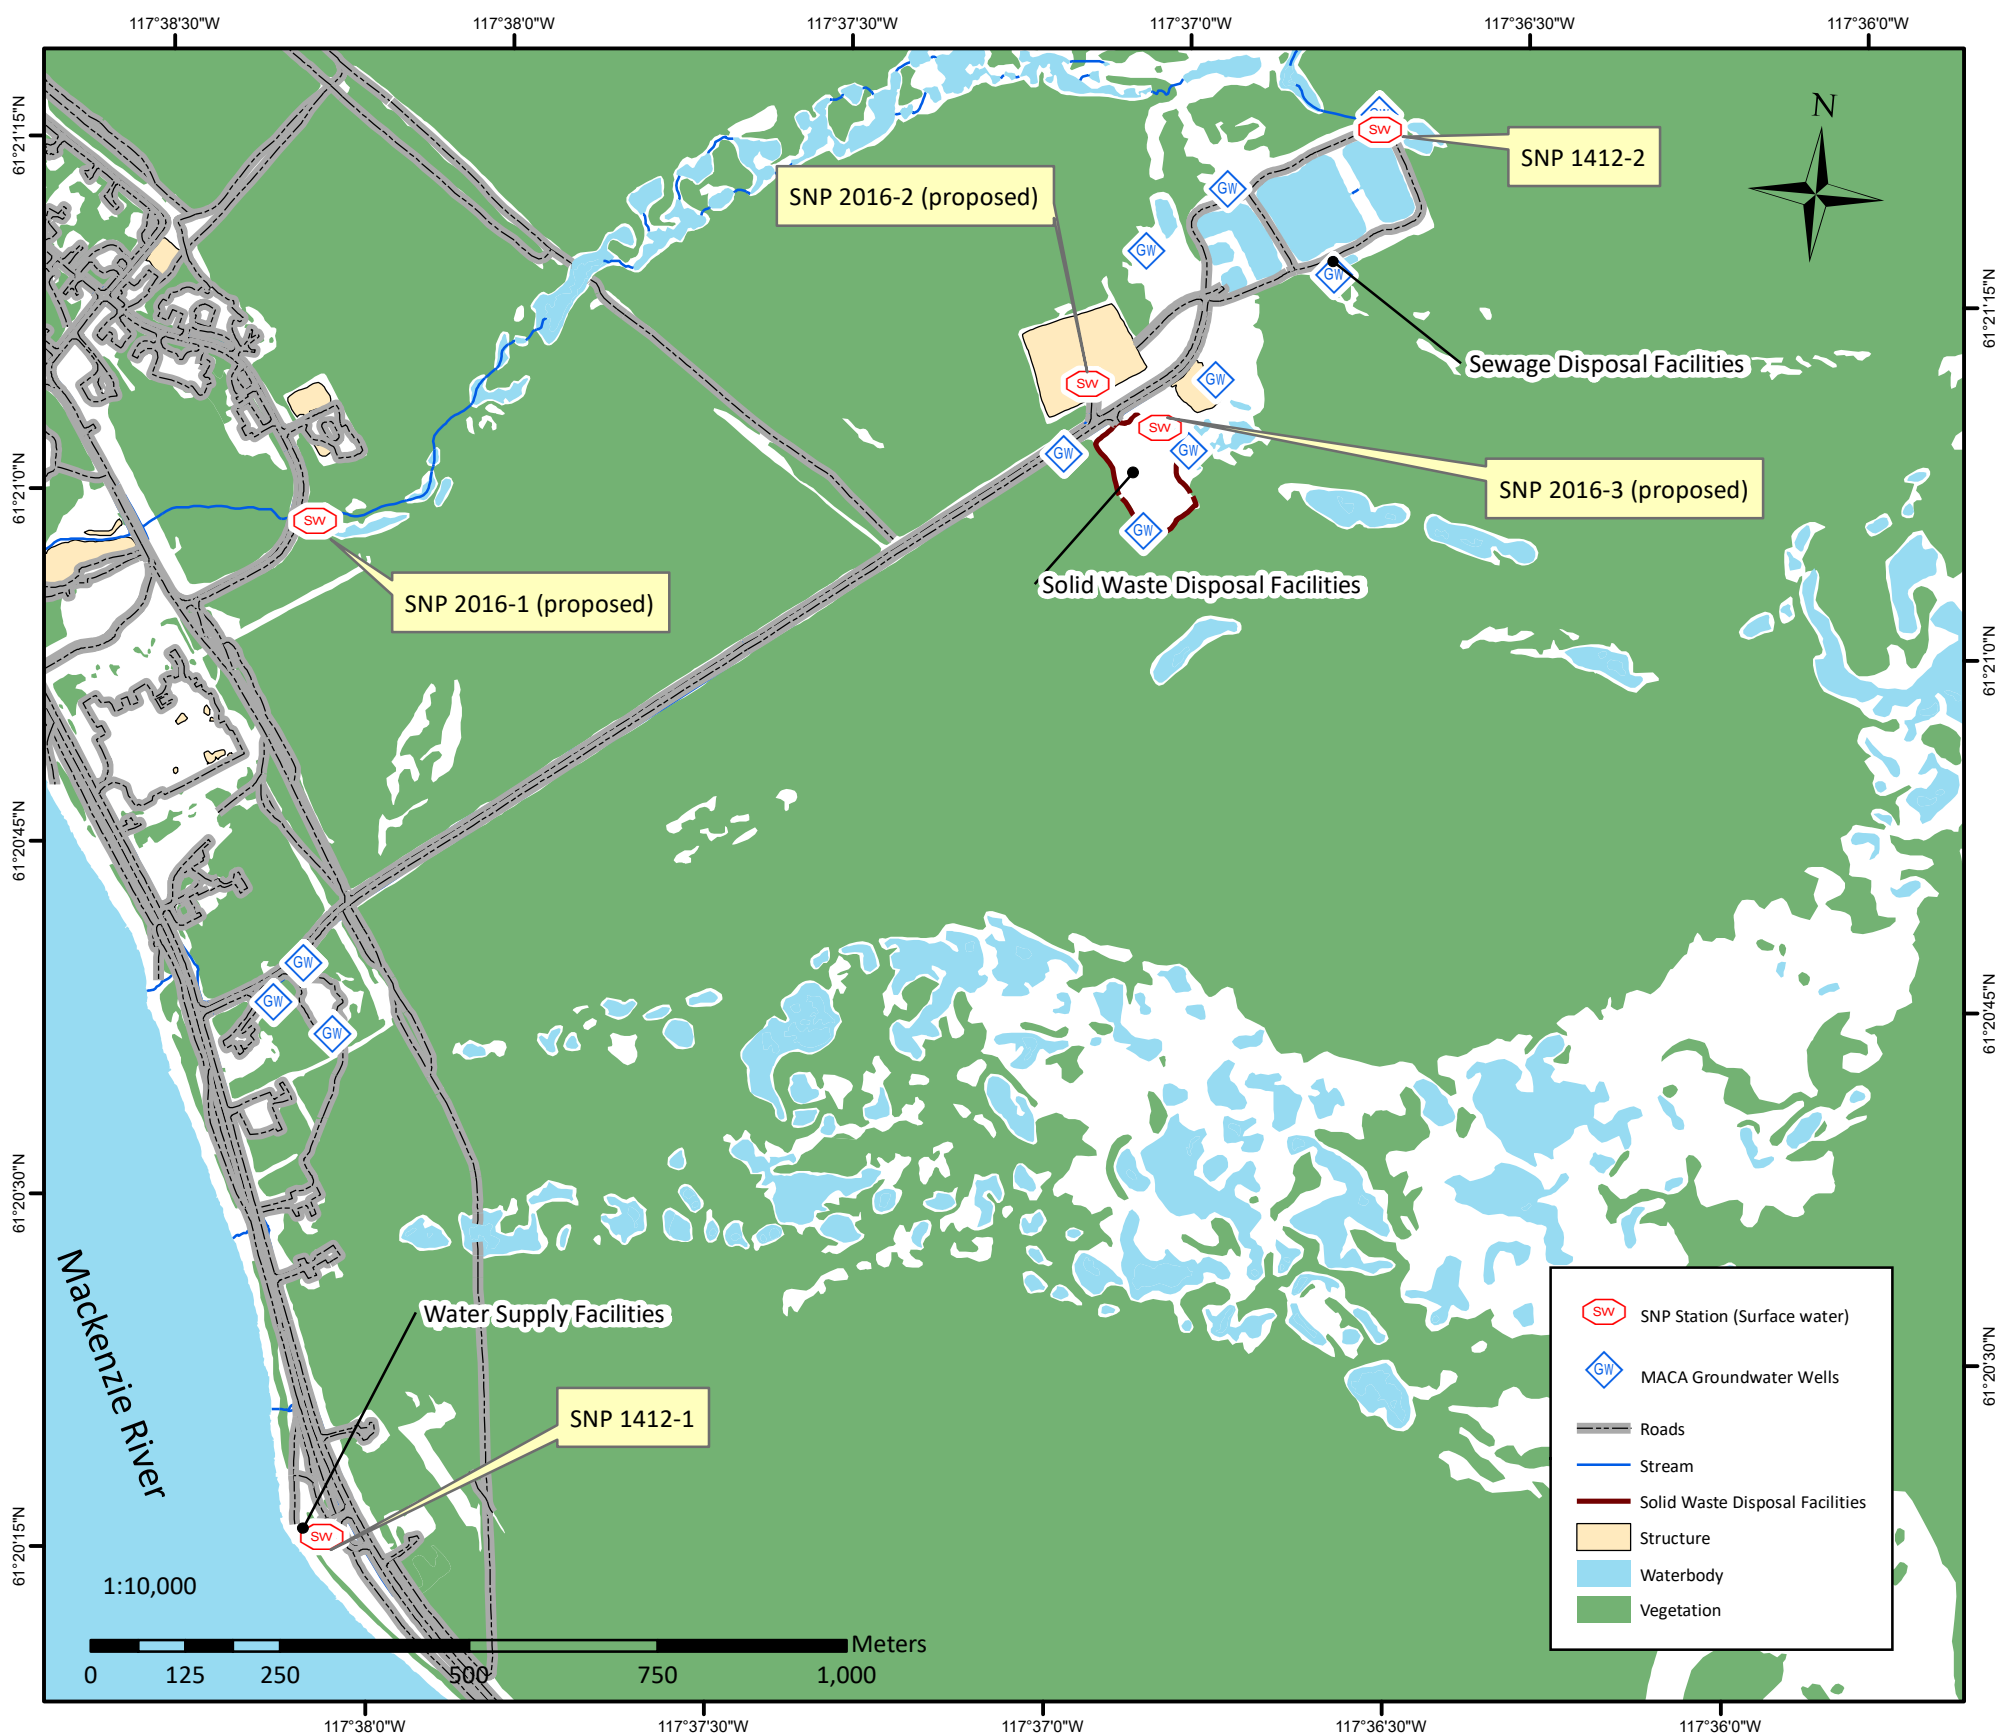 117°38'30"W 117°38'0"W 117°37'30"W 117°37'0"W 117°36'30"W 117°36'0"W
61°21'15"N
61°21'0"N
61°20'45"N
61°20'30"N
61°20'15"N
N
GW
SW
SNP 1412-2
SNP 2016-2 (proposed)
GW
GW
GW
Sewage Disposal Facilities
SW
GW
SW
GW
GW
SNP 2016-3 (proposed)
SW
GW
Solid Waste Disposal Facilities
SNP 2016-1 (proposed)
GW
GW
GW
Mackenzie River
Water Supply Facilities
SNP 1412-1
SW
1:10,000
Meters
0 125 250 500 750 1,000
SW SNP Station (Surface water)
GW MACA Groundwater Wells
Roads
Stream
Solid Waste Disposal Facilities
Structure
Waterbody
Vegetation
61°21'15"N
61°21'0"N
61°20'45"N
61°20'30"N
117°38'0"W 117°37'30"W 117°37'0"W 117°36'30"W 117°36'0"W